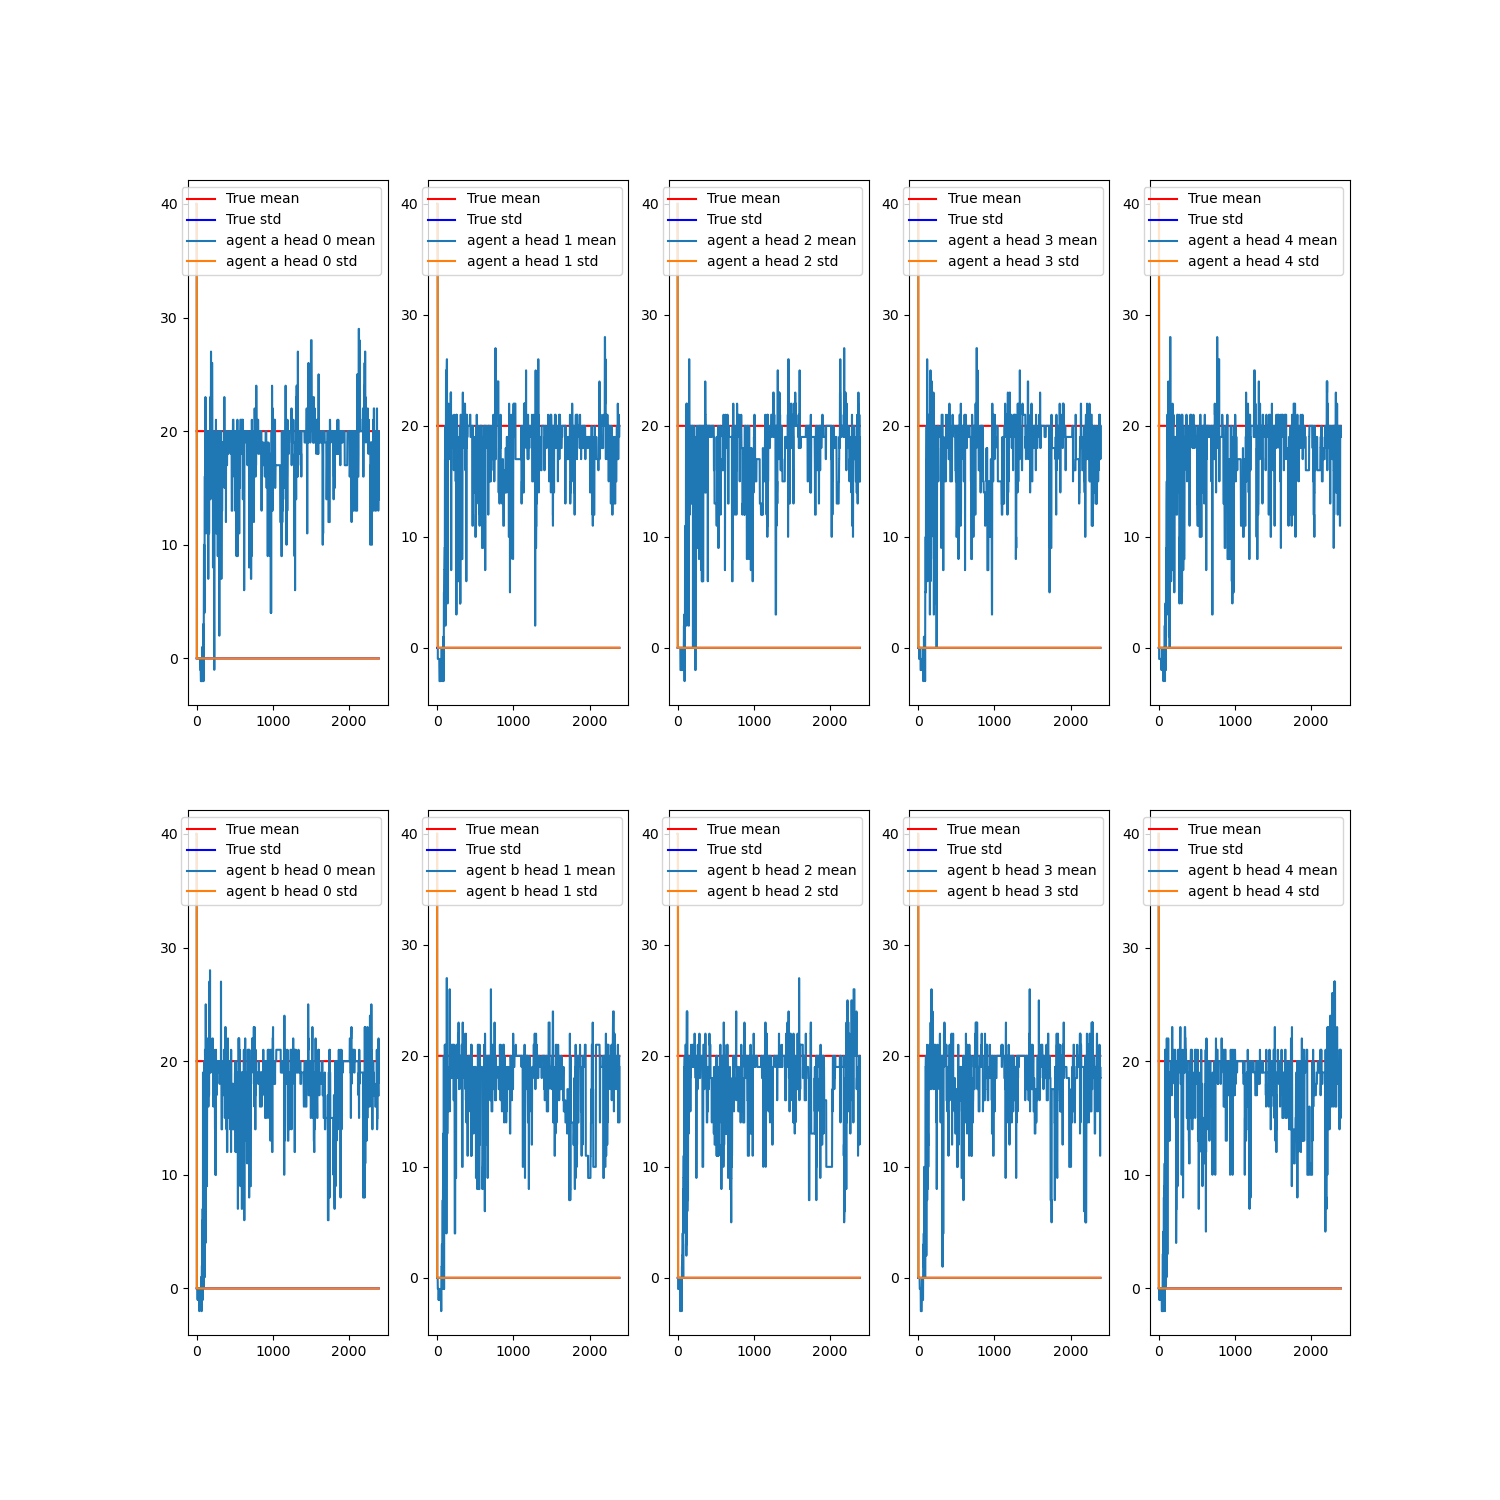 True mean
True std
agent a head 0 mean
agent a head 0 std
40
30
20
10
0
0 1000 2000
True mean
True std
agent a head 1 mean
agent a head 1 std
40
30
20
10
0
0 1000 2000
True mean
True std
agent a head 2 mean
agent a head 2 std
40
30
20
10
0
0 1000 2000
True mean
True std
agent a head 3 mean
agent a head 3 std
40
30
20
10
0
0 1000 2000
True mean
True std
agent a head 4 mean
agent a head 4 std
40
30
20
10
0
0 1000 2000
True mean
True std
agent b head 0 mean
agent b head 0 std
40
30
20
10
0
0 1000 2000
True mean
True std
agent b head 1 mean
agent b head 1 std
40
30
20
10
0
0 1000 2000
True mean
True std
agent b head 2 mean
agent b head 2 std
40
30
20
10
0
0 1000 2000
True mean
True std
agent b head 3 mean
agent b head 3 std
40
30
20
10
0
0 1000 2000
True mean
True std
agent b head 4 mean
agent b head 4 std
40
30
20
10
0
0 1000 2000